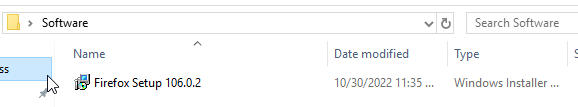 Software
Search Software
Name
Date modified
Type
ss
Firefox Setup 106.0.2
10/30/2022 11:35 ...
Windows Installer ...